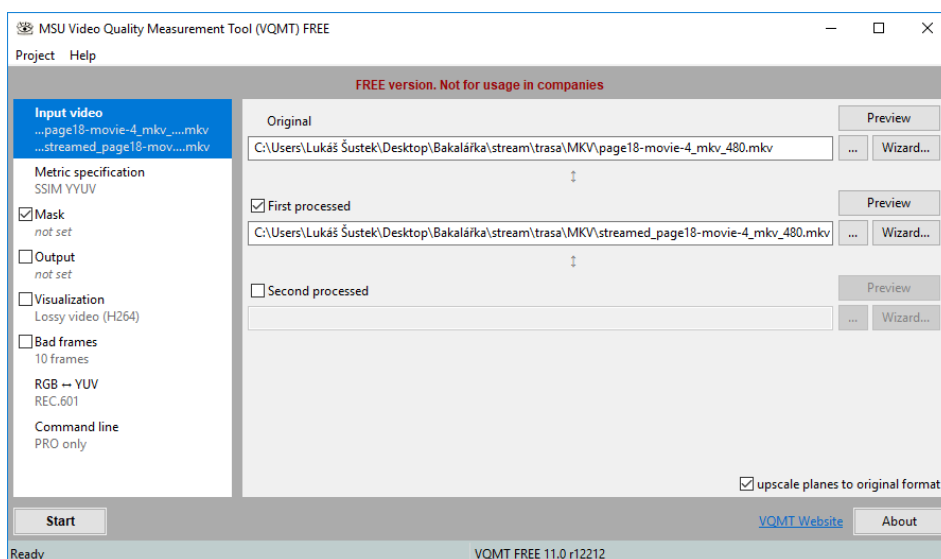 MSU Video Quality Measurement Tool (VQMT) FREE
Project Help
FREE version. Not for usage in companies
Input video
...page18-movie-4_mkv_....mkv
...streamed_page18-mov....mkv
Metric specification
SSIM YYUV
Mask
not set
Output
not set
Visualization
Lossy video (H264)
Bad frames
10 frames
RGB ↔ YUV
REC.601
Command line
PRO only
Original
Preview
C:\Users\Lukáš Šustek\Desktop\Bakalářka\stream\trasa\MKV\page18-movie-4_mkv_480.mkv
...
Wizard...
First processed
Preview
C:\Users\Lukáš Šustek\Desktop\Bakalářka\stream\trasa\MKV\streamed_page18-movie-4_mkv_480.mkv
...
Wizard...
Second processed
Preview
...
Wizard...
upscale planes to original format
Start
VQMT Website
About
Ready
VQMT FREE 11.0 r12212